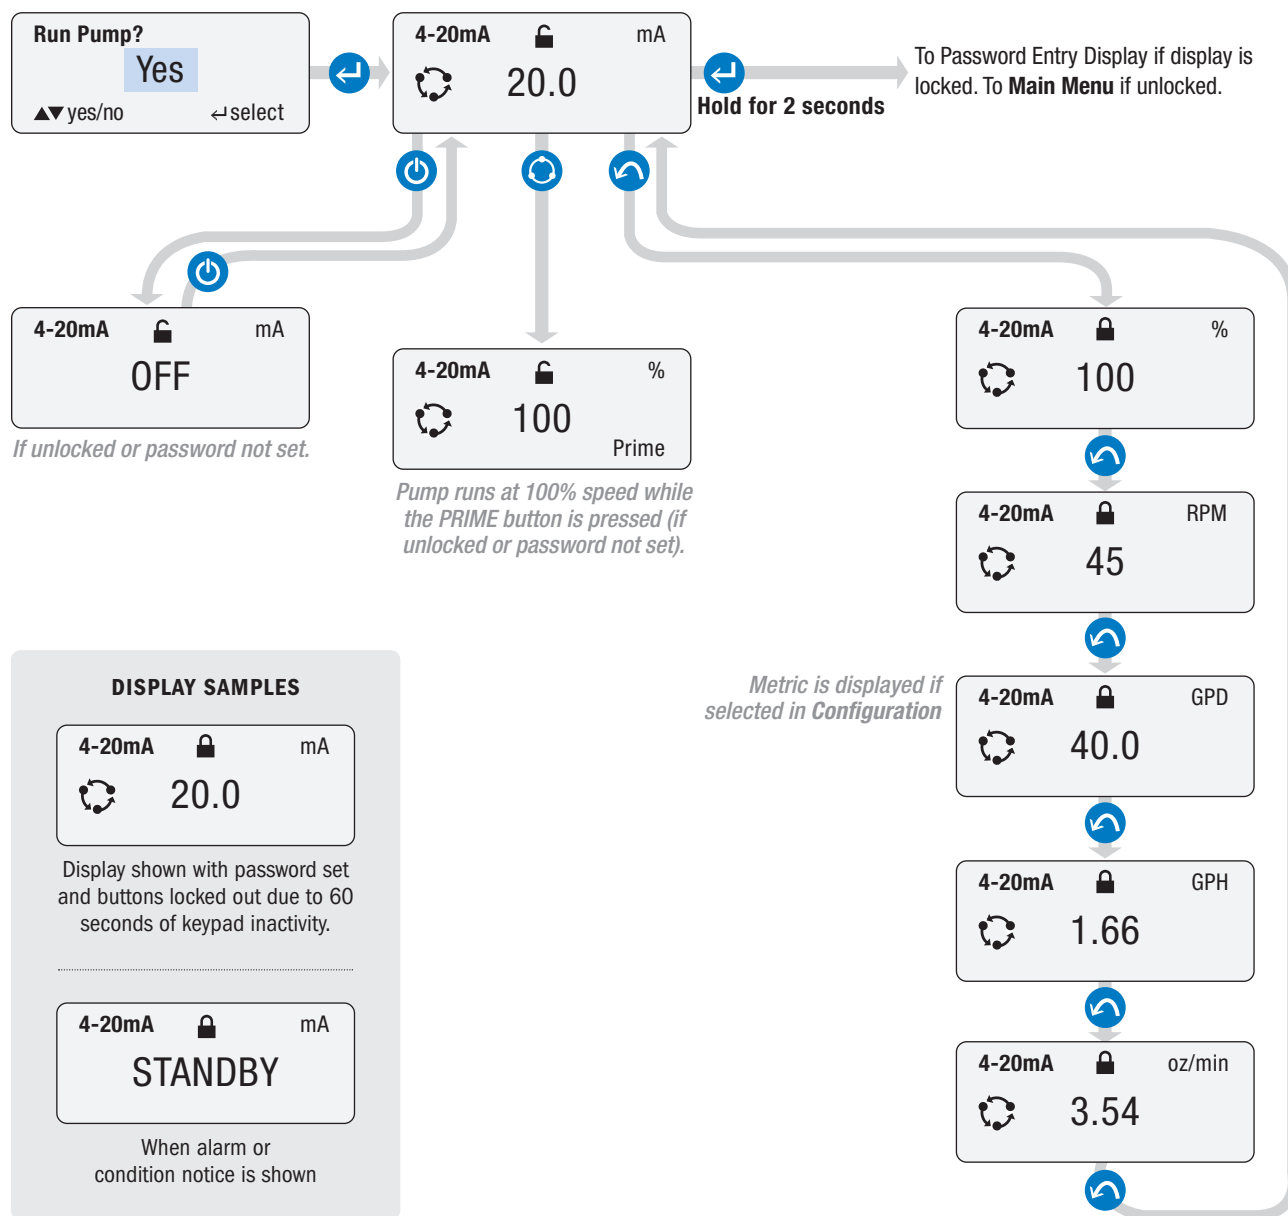 Run Pump?
Yes
▲▼ yes/no ↵ select
4-20mA mA
20.0
Hold for 2 seconds
To Password Entry Display if display is
locked. To Main Menu if unlocked.
4-20mA mA
OFF
If unlocked or password not set.
4-20mA %
100
Prime
Pump runs at 100% speed while
the PRIME button is pressed (if
unlocked or password not set).
4-20mA %
100
4-20mA RPM
45
Metric is displayed if
selected in Configuration
4-20mA GPD
40.0
4-20mA GPH
1.66
4-20mA oz/min
3.54
DISPLAY SAMPLES
4-20mA mA
20.0
Display shown with password set
and buttons locked out due to 60
seconds of keypad inactivity.
4-20mA mA
STANDBY
When alarm or
condition notice is shown